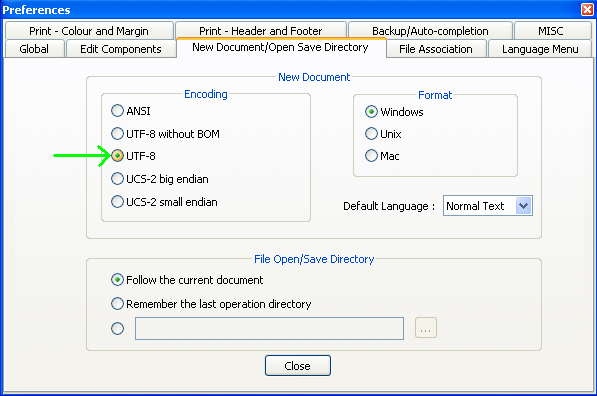 Preferences
Print - Colour and Margin
Print - Header and Footer
Backup/Auto-completion
MISC
Global
Edit Components
New Document/Open Save Directory
File Association
Language Menu
New Document
Encoding
ANSI
UTF-8 without BOM
UTF-8
UCS-2 big endian
UCS-2 small endian
Format
Windows
Unix
Mac
Default Language :
Normal Text
File Open/Save Directory
Follow the current document
Remember the last operation directory
...
Close